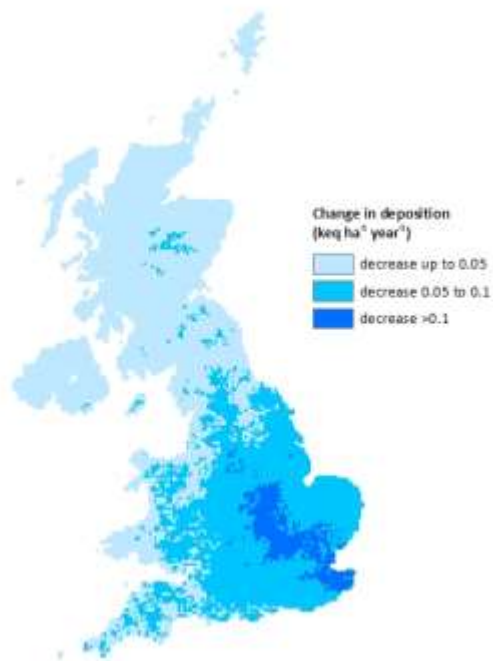 Change in deposition
(keq ha⁻¹ year⁻¹)
decrease up to 0.05
decrease 0.05 to 0.1
decrease >0.1